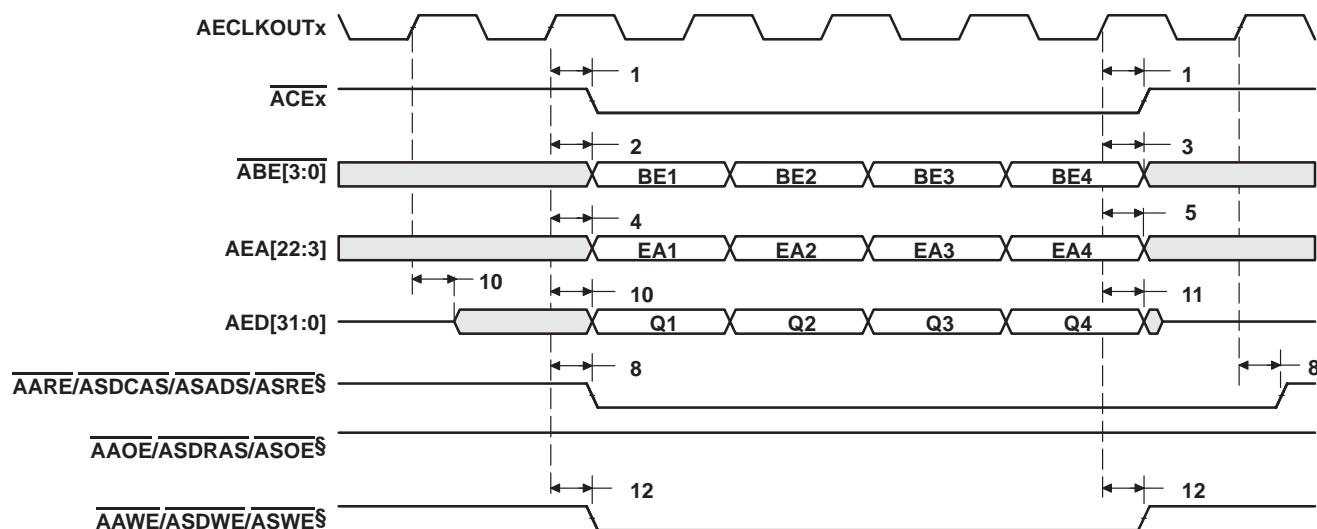 AECLKOUTx
1 1
ACEx
2 3
ABE[3:0] BE1 BE2 BE3 BE4
4 5
AEA[22:3] EA1 EA2 EA3 EA4
10
10 11
AED[31:0] Q1 Q2 Q3 Q4
8 8
AARE/ASDCAS/ASADS/ASRE§
AAOE/ASDRAS/ASOE§
12 12
AAWE/ASDWE/ASWE§